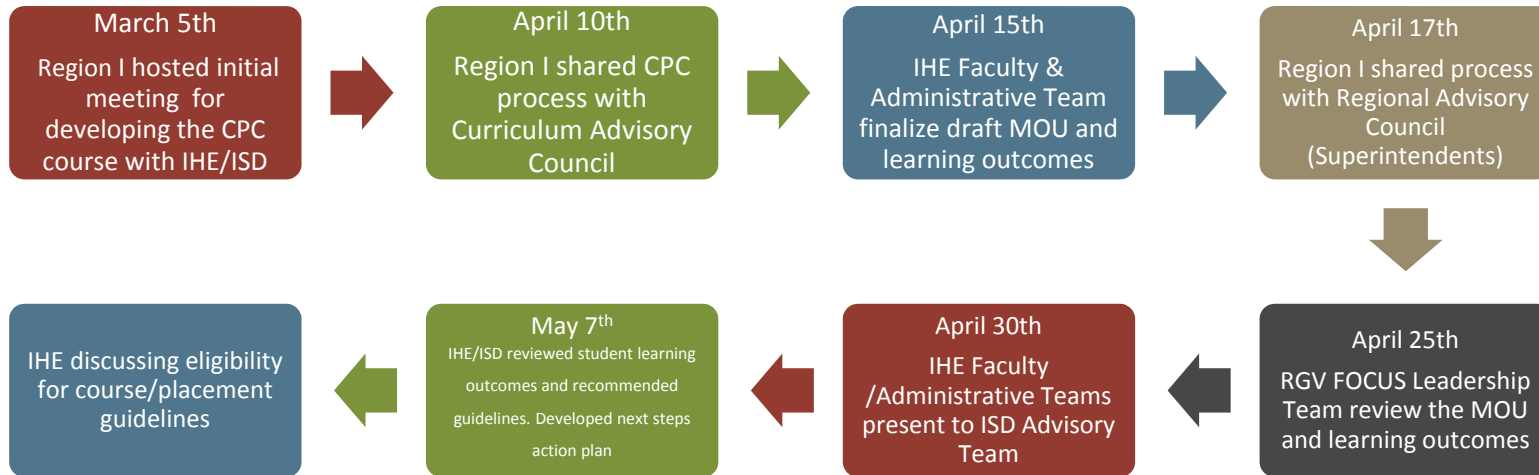 March 5th
Region I hosted initial
meeting for
developing the CPC
course with IHE/ISD
April 10th
Region I shared CPC
process with
Curriculum Advisory
Council
April 15th
IHE Faculty &
Administrative Team
finalize draft MOU and
learning outcomes
April 17th
Region I shared process
with Regional Advisory
Council
(Superintendents)
April 25th
RGV FOCUS Leadership
Team review the MOU
and learning outcomes
April 30th
IHE Faculty
/Administrative Teams
present to ISD Advisory
Team
May 7th
IHE/ISD reviewed student learning
outcomes and recommended
guidelines. Developed next steps
action plan
IHE discussing eligibility
for course/placement
guidelines